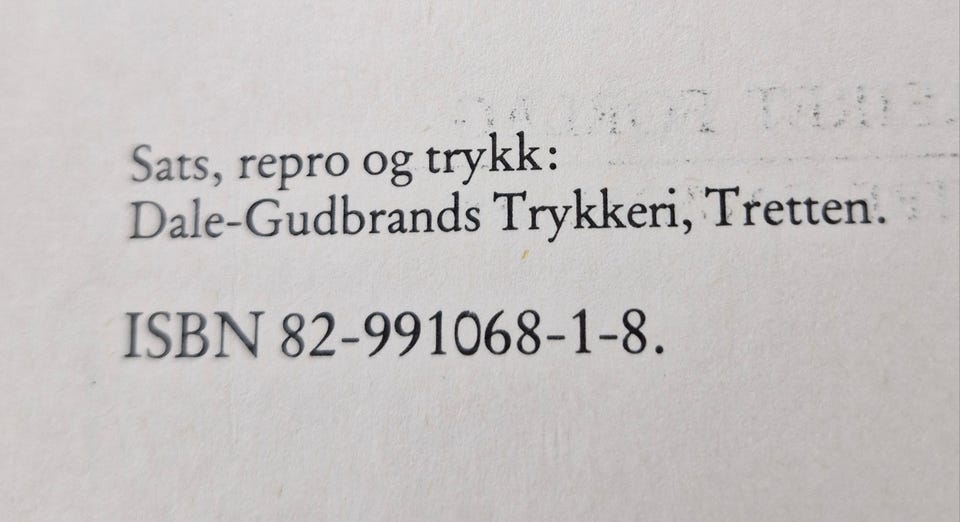 Sats, repro og trykk:
Dale-Gudbrands Trykkeri, Tretten.
ISBN 82-991068-1-8.